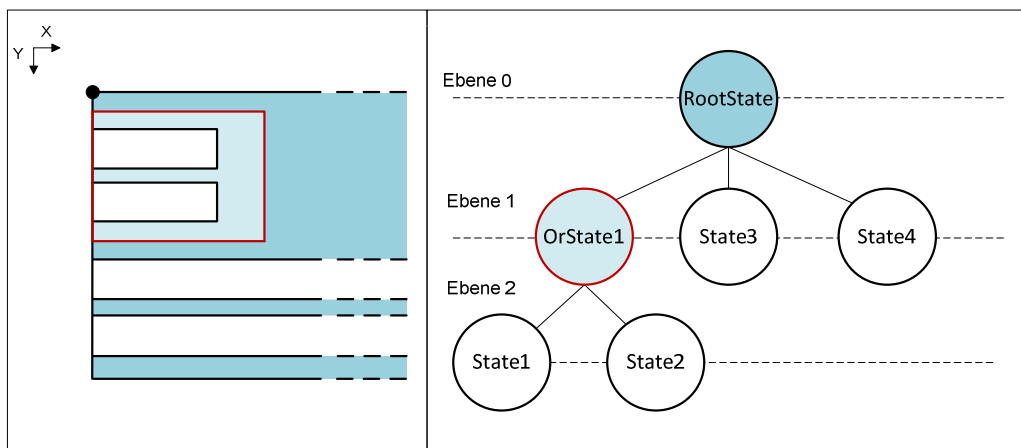 X
Y
Ebene 0
RootState
Ebene 1
OrState1
State3
State4
Ebene 2
State1
State2